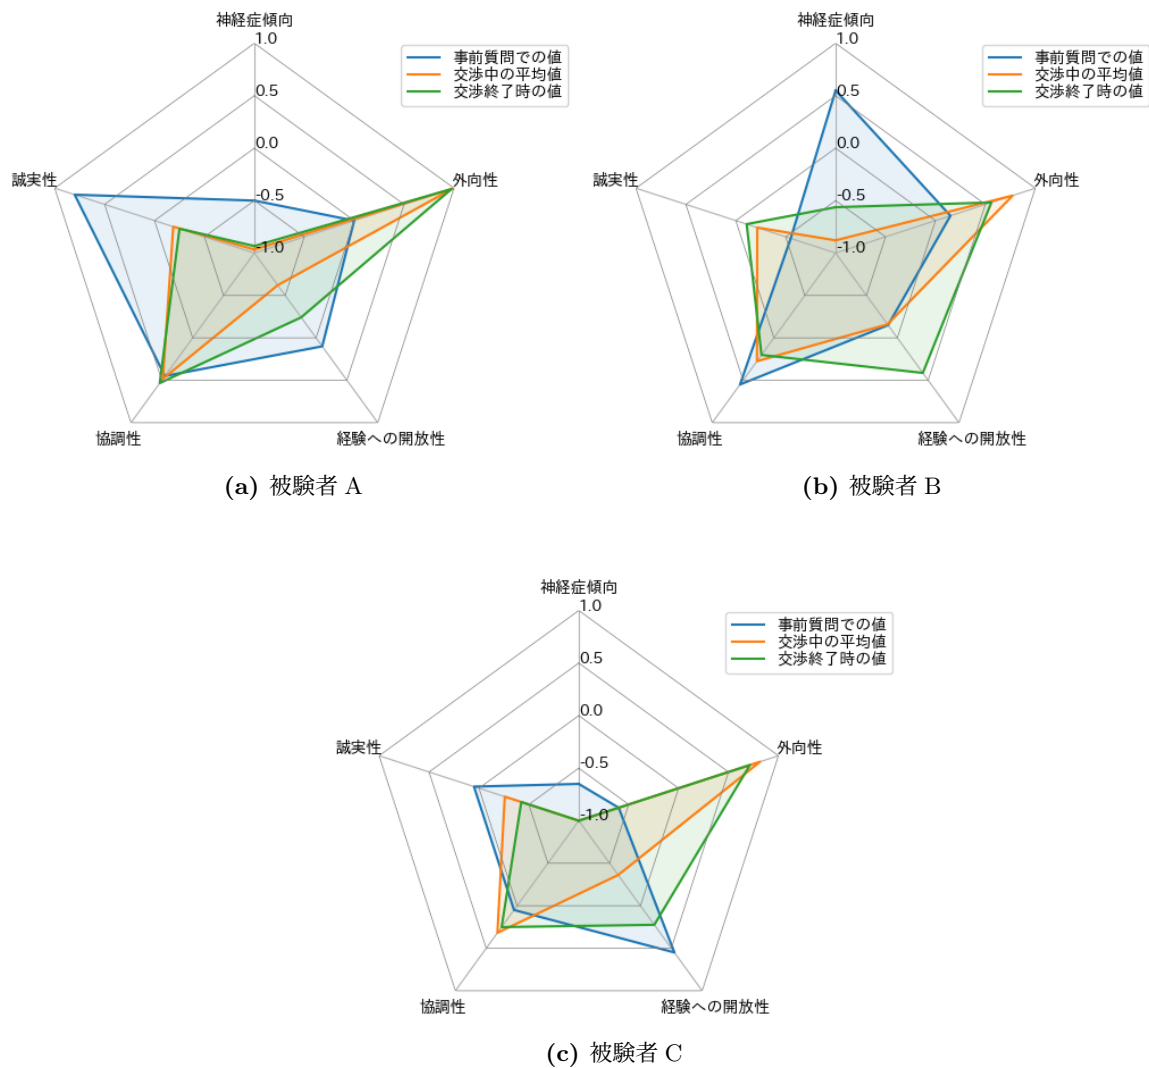 神経症傾向
1.0
0.5
0.0
-0.5
-1.0
誠実性
外向性
協調性
経験への開放性
事前質問での値
交渉中の平均値
交渉終了時の値
(a) 被験者 A
神経症傾向
1.0
0.5
0.0
-0.5
-1.0
誠実性
外向性
協調性
経験への開放性
事前質問での値
交渉中の平均値
交渉終了時の値
(b) 被験者 B
神経症傾向
1.0
0.5
0.0
-0.5
-1.0
誠実性
外向性
協調性
経験への開放性
事前質問での値
交渉中の平均値
交渉終了時の値
(c) 被験者 C